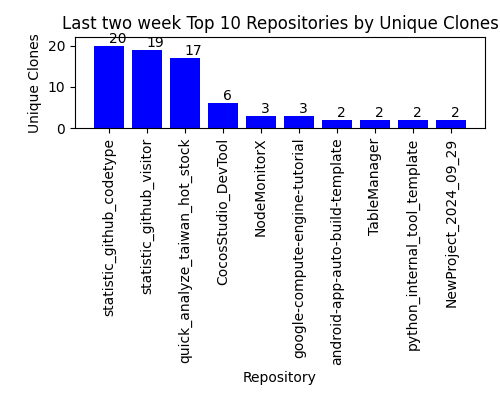 Last two week Top 10 Repositories by Unique Clones
Unique Clones
20
10
0
20
19
17
6
3
3
2
2
2
2
statistic_github_codetype
statistic_github_visitor
quick_analyze_taiwan_hot_stock
CocosStudio_DevTool
NodeMonitorX
google-compute-engine-tutorial
android-app-auto-build-template
TableManager
python_internal_tool_template
NewProject_2024_09_29
Repository